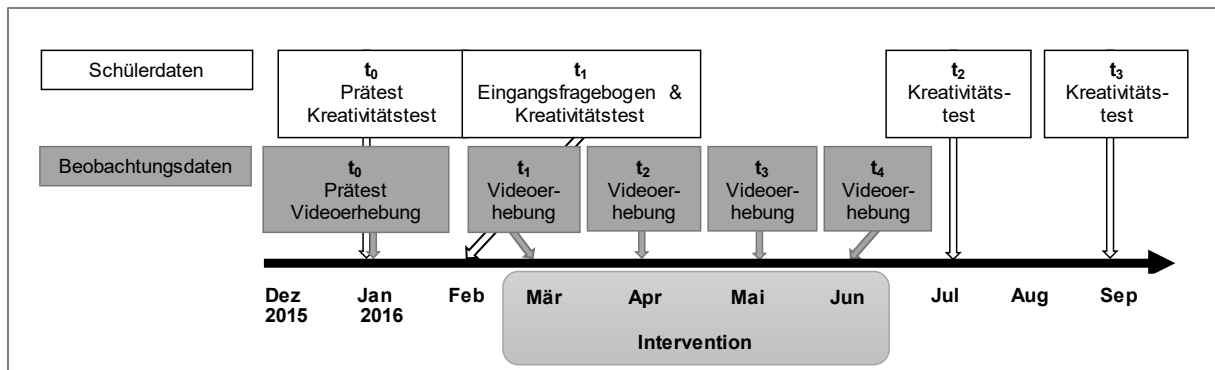 Schülerdaten
t₀
Prätest
Kreativitätstest
t₁
Eingangsfragebogen &
Kreativitätstest
t₂
Kreativitäts-
test
t₃
Kreativitäts-
test
Beobachtungsdaten
t₀
Prätest
Videoerhebung
t₁
Videoer-
hebung
t₂
Videoer-
hebung
t₃
Videoer-
hebung
t₄
Videoer-
hebung
Dez
2015
Jan
2016
Feb
Mär
Apr
Mai
Jun
Jul
Aug
Sep
Intervention